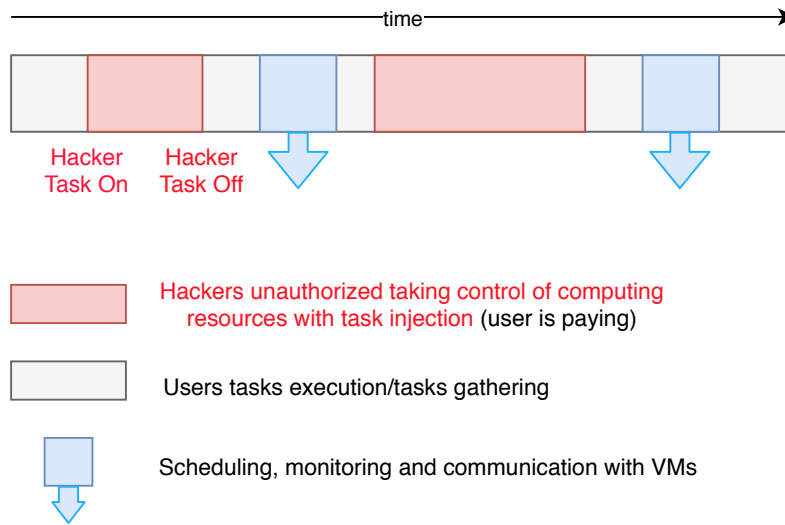 time
Hacker
Task On
Hacker
Task Off
Hackers unauthorized taking control of computing
resources with task injection (user is paying)
Users tasks execution/tasks gathering
Scheduling, monitoring and communication with VMs